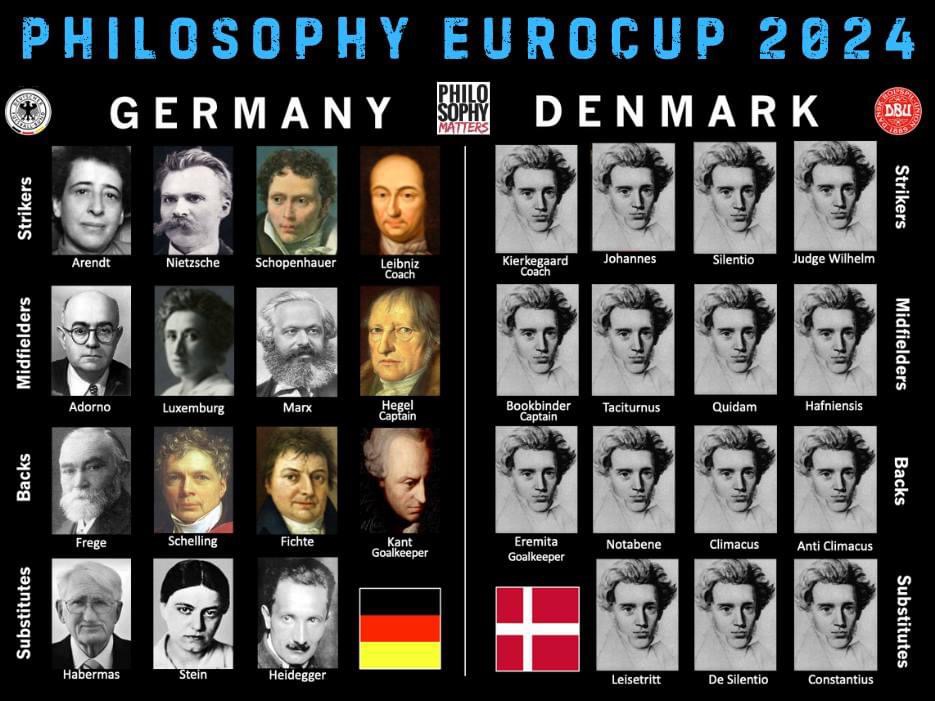 PHILOSOPHY EUROCUP 2024
GERMANY
PHILO
SOPHY
MATTERS
DENMARK
DBU
Strikers
Arendt
Nietzsche
Schopenhauer
Leibniz
Coach
Midfielders
Adorno
Luxemburg
Marx
Hegel
Captain
Backs
Frege
Schelling
Fichte
Kant
Goalkeeper
Substitutes
Habermas
Stein
Heidegger
Kierkegaard
Coach
Johannes
Silentio
Judge Wilhelm
Strikers
Bookbinder
Captain
Taciturnus
Quidam
Hafniensis
Midfielders
Eremita
Goalkeeper
Notabene
Climacus
Anti Climacus
Backs
Leisetritt
De Silentio
Constantius
Substitutes